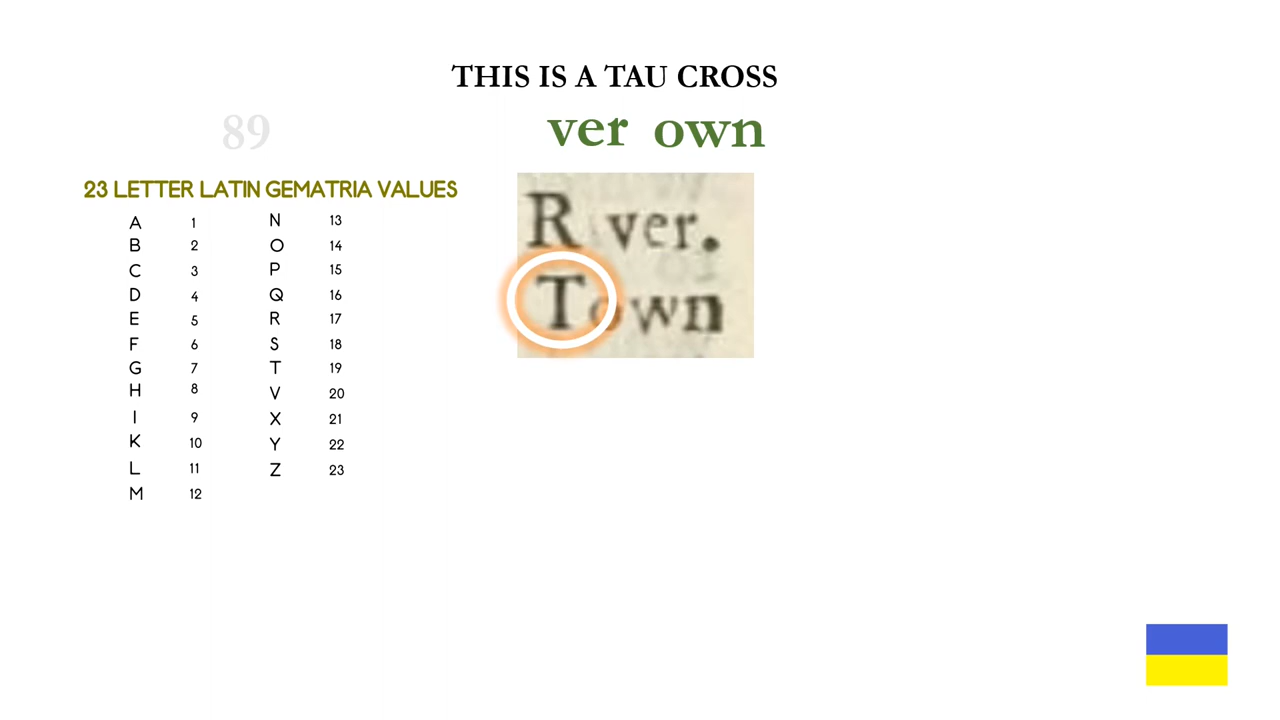 THIS IS A TAU CROSS
89
ver own
23 LETTER LATIN GEMATRIA VALUES
A 1 N 13
B 2 O 14
C 3 P 15
D 4 Q 16
E 5 R 17
F 6 S 18
G 7 T 19
H 8 V 20
I 9 X 21
K 10 Y 22
L 11 Z 23
M 12
R ver.
Town